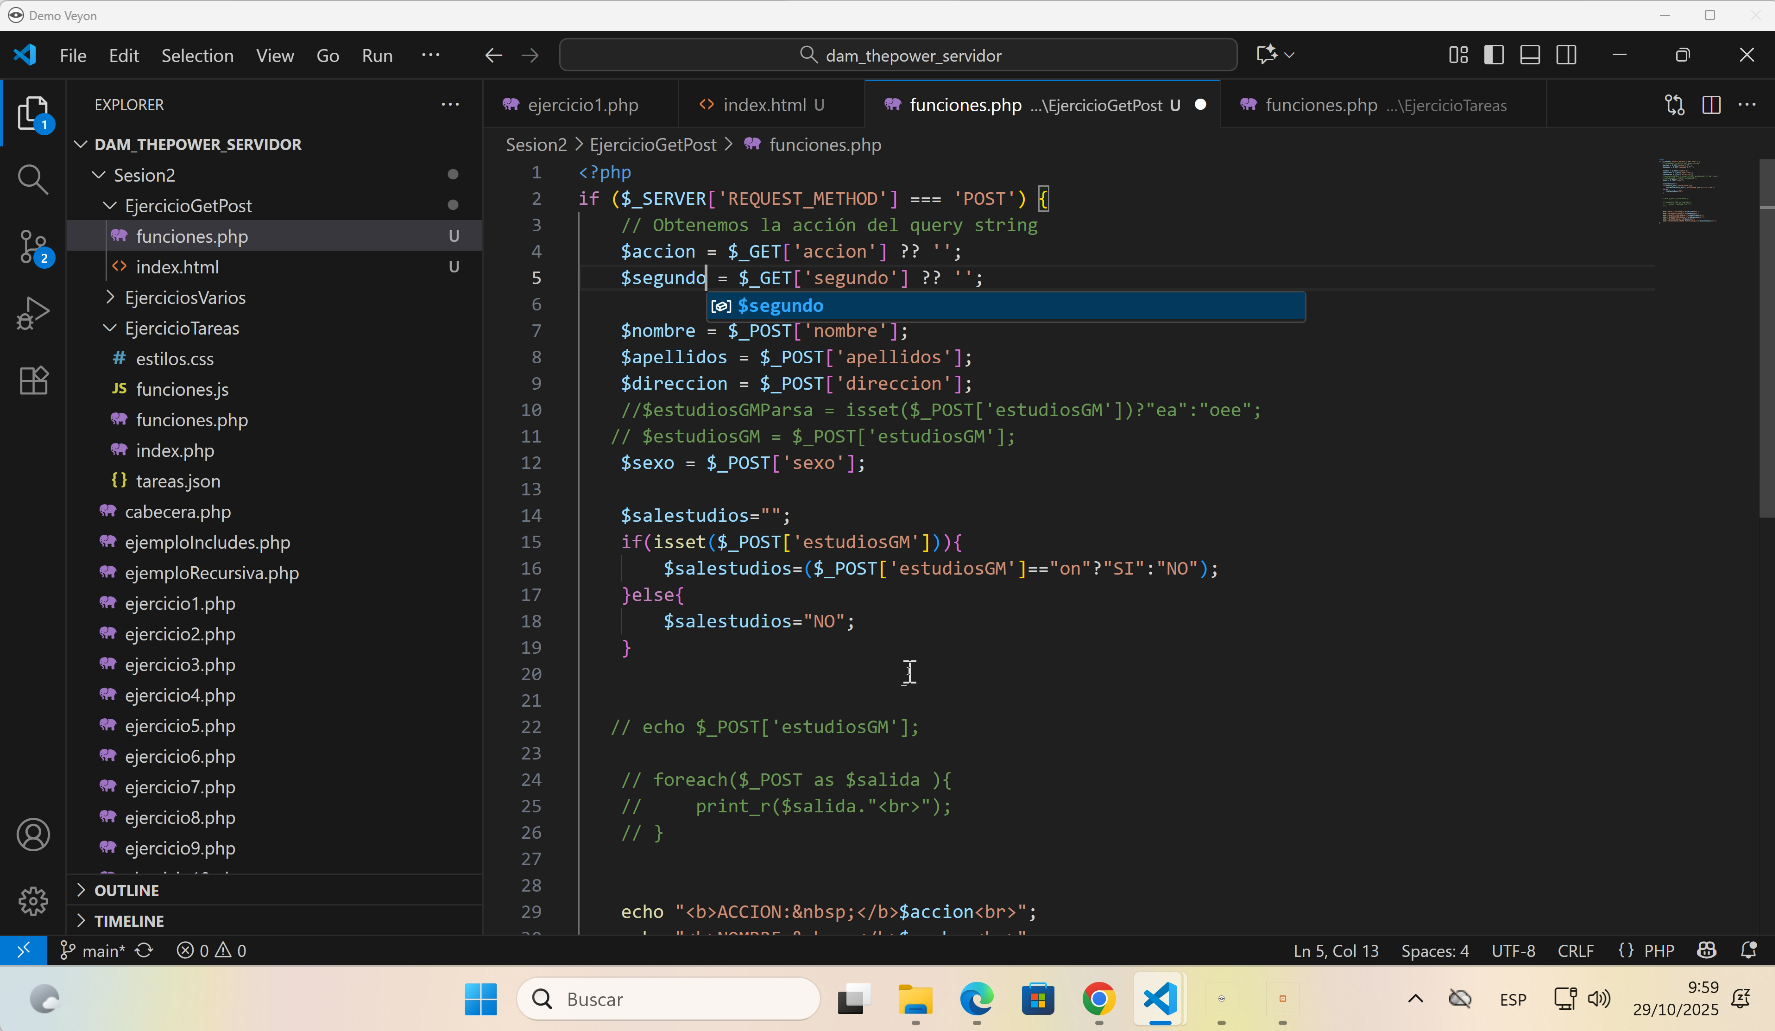 Demo Veyon
File Edit Selection View Go Run ···
dam_thepower_servidor
EXPLORER
ejercicio1.php
index.html U
funciones.php ...\EjercicioGetPost U
funciones.php ...\EjercicioTareas
1
DAM_THEPOWER_SERVIDOR
Sesion2 > EjercicioGetPost > funciones.php
Sesion2
EjercicioGetPost
funciones.php U
index.html U
2
EjerciciosVarios
EjercicioTareas
# estilos.css
JS funciones.js
funciones.php
index.php
{} tareas.json
cabecera.php
ejemploIncludes.php
ejemploRecursiva.php
ejercicio1.php
ejercicio2.php
ejercicio3.php
ejercicio4.php
ejercicio5.php
ejercicio6.php
ejercicio7.php
ejercicio8.php
ejercicio9.php
OUTLINE
TIMELINE
1 <?php
2 if ($_SERVER['REQUEST_METHOD'] === 'POST') {
3 // Obtenemos la acción del query string
4 $accion = $_GET['accion'] ?? '';
5 $segundo = $_GET['segundo'] ?? '';
6 $segundo
7 $nombre = $_POST['nombre'];
8 $apellidos = $_POST['apellidos'];
9 $direccion = $_POST['direccion'];
10 //$estudiosGMParsa = isset($_POST['estudiosGM'])?"ea":"oee";
11 // $estudiosGM = $_POST['estudiosGM'];
12 $sexo = $_POST['sexo'];
13
14 $salestudios="";
15 if(isset($_POST['estudiosGM'])){
16 $salestudios=($_POST['estudiosGM']=="on"?"SI":"NO");
17 }else{
18 $salestudios="NO";
19 }
20
21
22 // echo $_POST['estudiosGM'];
23
24 // foreach($_POST as $salida ){
25 // print_r($salida."<br>");
26 // }
27
28
29 echo "<b>ACCION:&nbsp;</b>$accion<br>";
main* 0 0
Ln 5, Col 13 Spaces: 4 UTF-8 CRLF {} PHP
Buscar
ESP
9:59
29/10/2025